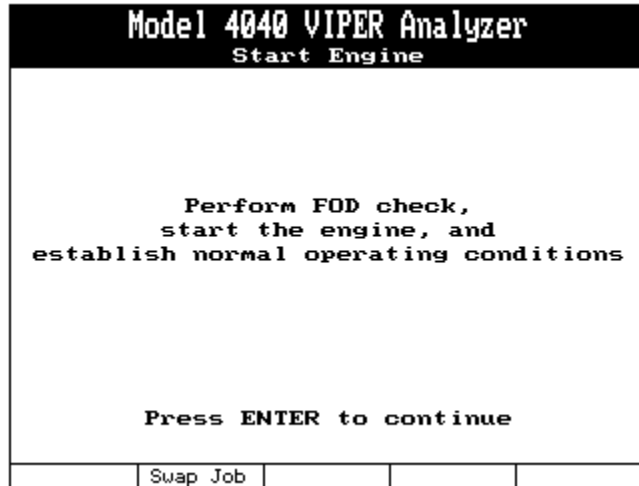 Model 4040 VIPER Analyzer
Start Engine
Perform FOD check,
start the engine, and
establish normal operating conditions
Press ENTER to continue
Swap Job